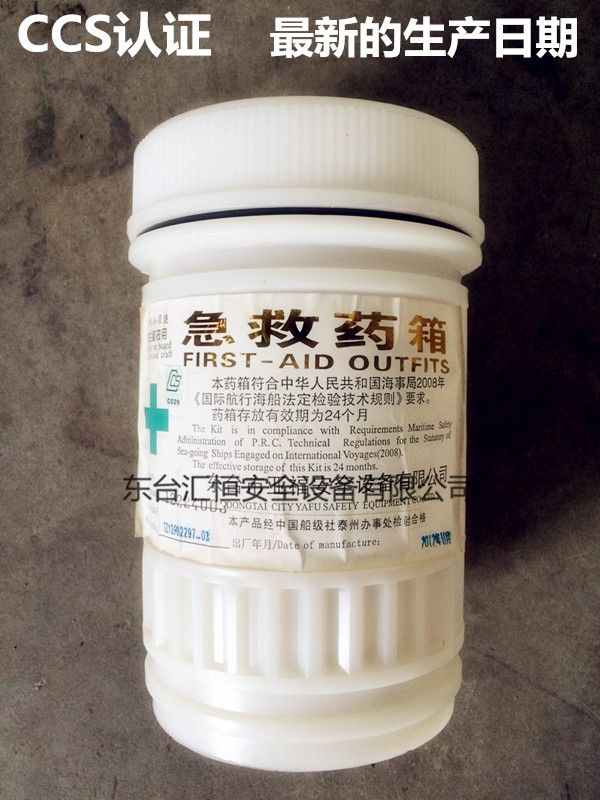 CCS认证 最新的生产日期
急救药箱
FIRST-AID OUTFITS
CCS
本药箱符合中华人民共和国海事局2008年
《国际航行海船法定检验技术规则》要求。
药箱存放有效期为24个月
The Kit is in compliance with Requirements Maritime Safety
Administration of P.R.C, Technical Regulations for the Statutory of
Sea-going Ships Engaged on International Voyages(2008).
The effective storage of this Kit is 24 months.
东台汇恒安全设备有限公司
DONGTAI CITY YAFU SAFETY EQUIPMENT
本产品经中国船级社泰州办事处检验合格
出厂年月/Date of manufacture: